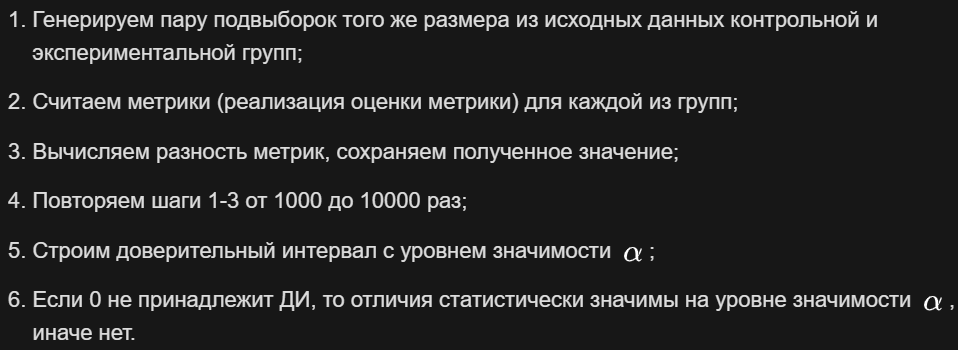 1. Генерируем пару подвыборок того же размера из исходных данных контрольной и
экспериментальной групп;
2. Считаем метрики (реализация оценки метрики) для каждой из групп;
3. Вычисляем разность метрик, сохраняем полученное значение;
4. Повторяем шаги 1-3 от 1000 до 10000 раз;
5. Строим доверительный интервал с уровнем значимости α ;
6. Если 0 не принадлежит ДИ, то отличия статистически значимы на уровне значимости α ,
иначе нет.